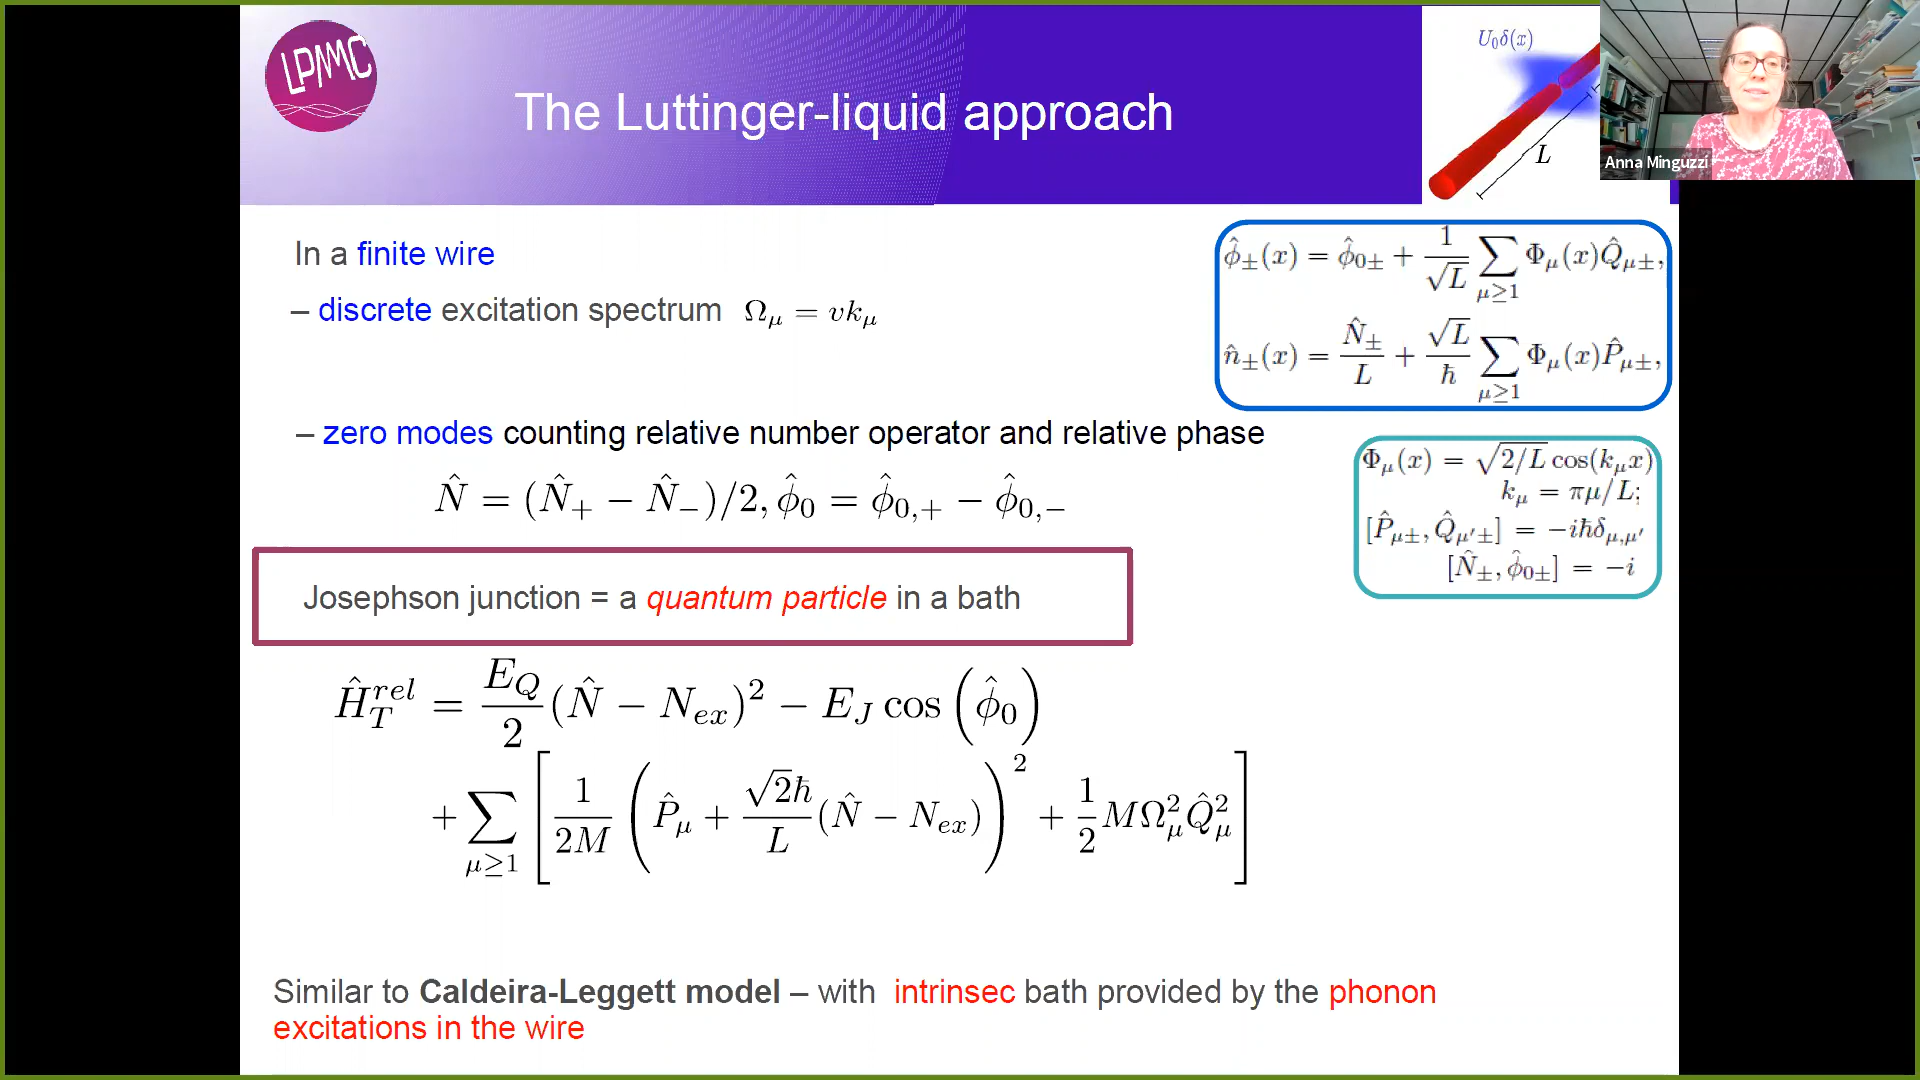 LPMMC
The Luttinger-liquid approach
U₀δ(x)
L
Anna Minguzzi
In a finite wire
– discrete excitation spectrum Ω_μ = vk_μ
ϕ̂_±(x) = ϕ̂_{0±} + 1/√L ∑_{μ≥1} Φ_μ(x)Q̂_{μ±},
n̂_±(x) = N̂_±/L + √L/ħ ∑_{μ≥1} Φ_μ(x)P̂_{μ±},
– zero modes counting relative number operator and relative phase
N̂ = (N̂₊ − N̂₋)/2, ϕ̂₀ = ϕ̂_{0,+} − ϕ̂_{0,−}
Φ_μ(x) = √(2/L) cos(k_μx)
k_μ = πμ/L;
[P̂_{μ±}, Q̂_{μ′±}] = −iħδ_{μ,μ′}
[N̂_±, ϕ̂_{0±}] = −i
Josephson junction = a quantum particle in a bath
Ĥ_T^{rel} = E_Q/2 (N̂ − N_{ex})² − E_J cos(ϕ̂₀)
+ ∑_{μ≥1} [ 1/2M ( P̂_μ + √2ħ/L (N̂ − N_{ex}) )² + 1/2 MΩ_μ² Q̂_μ² ]
Similar to Caldeira-Leggett model – with intrinsec bath provided by the phonon
excitations in the wire